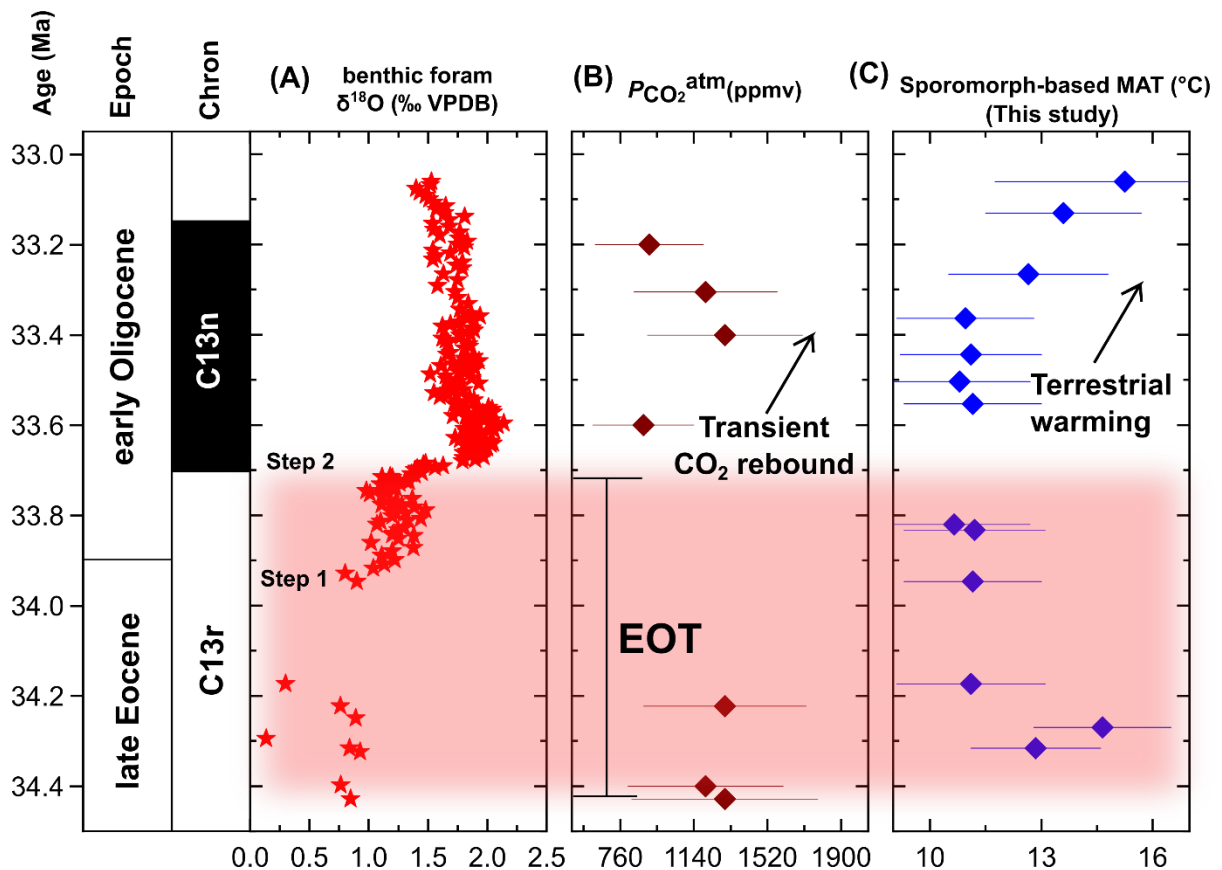 Age (Ma)
Epoch
Chron
(A)
benthic foram
δ18O (‰ VPDB)
(B)
PCO2atm(ppmv)
(C)
Sporomorph-based MAT (°C)
(This study)
33.0
33.2
33.4
33.6
33.8
34.0
34.2
34.4
early Oligocene
late Eocene
C13n
C13r
Step 2
Step 1
Transient
CO2 rebound
EOT
Terrestrial
warming
0.0 0.5 1.0 1.5 2.0 2.5
760 1140 1520 1900
10 13 16